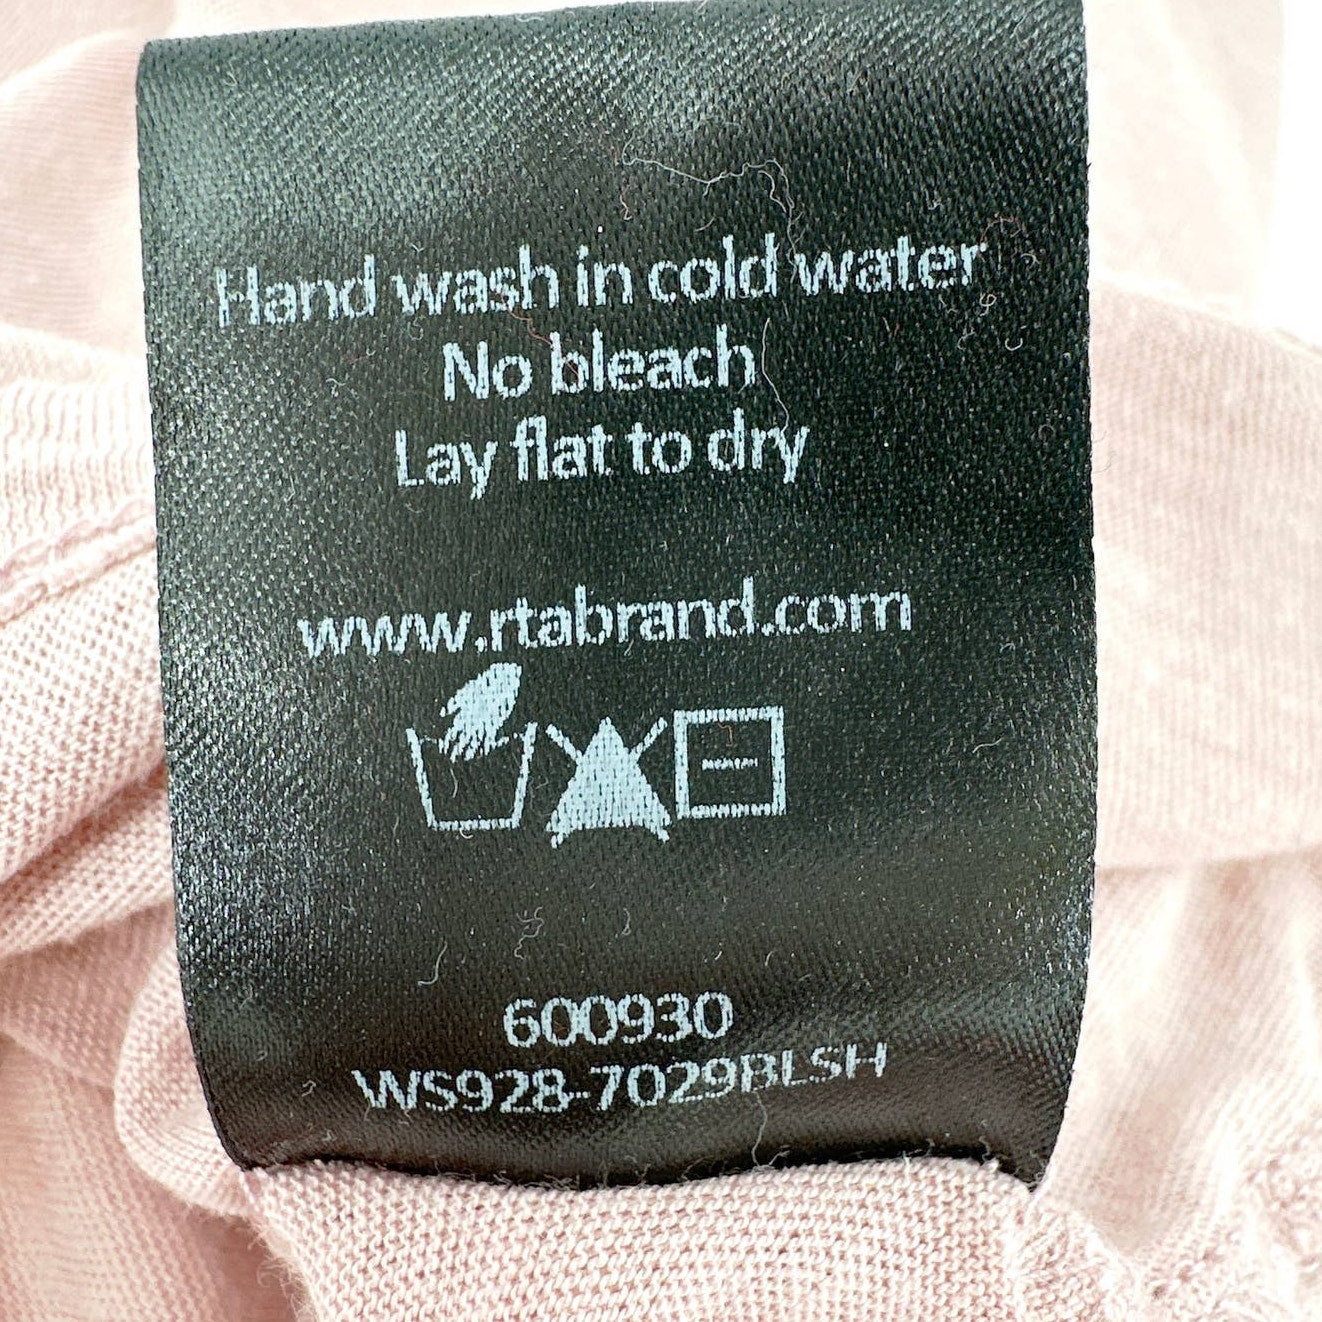 Hand wash in cold water
No bleach
Lay flat to dry
www.rtabrand.com
600930
WS928-7029BLSH